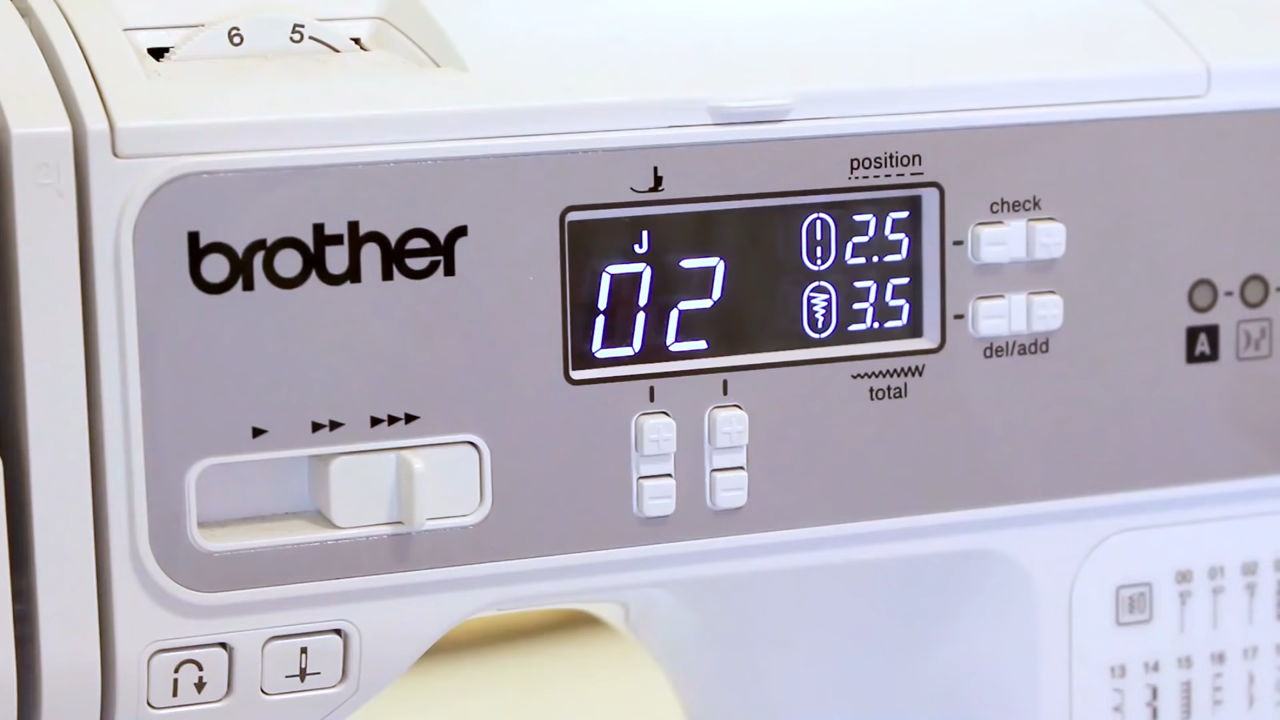 6 5
position
check
brother
J
02
2.5
3.5
del/add
total
A
00 01 02
13 14 15 16 17